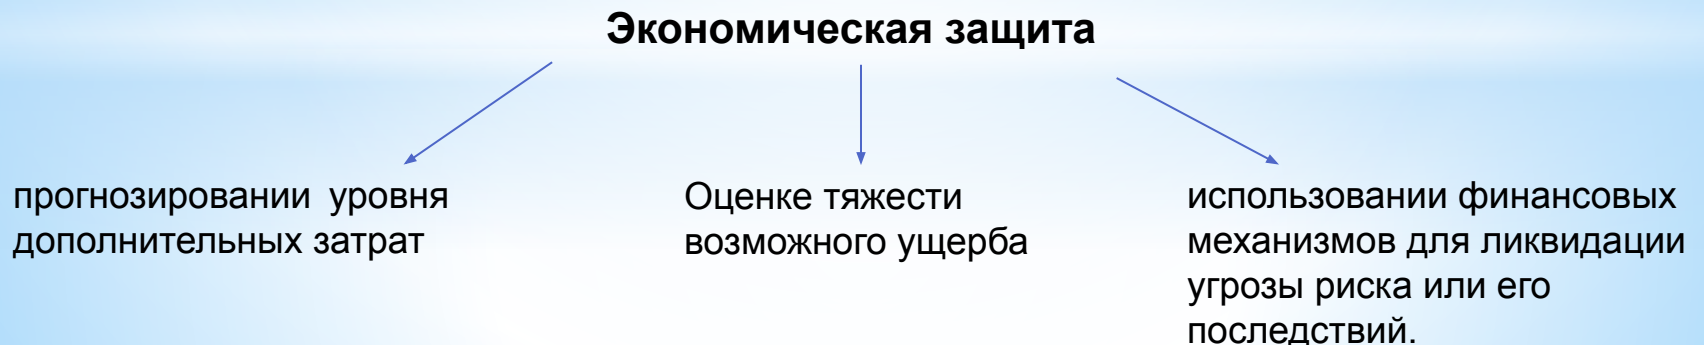 Экономическая защита
прогнозировании уровня
дополнительных затрат
Оценке тяжести
возможного ущерба
использовании финансовых
механизмов для ликвидации
угрозы риска или его
последствий.